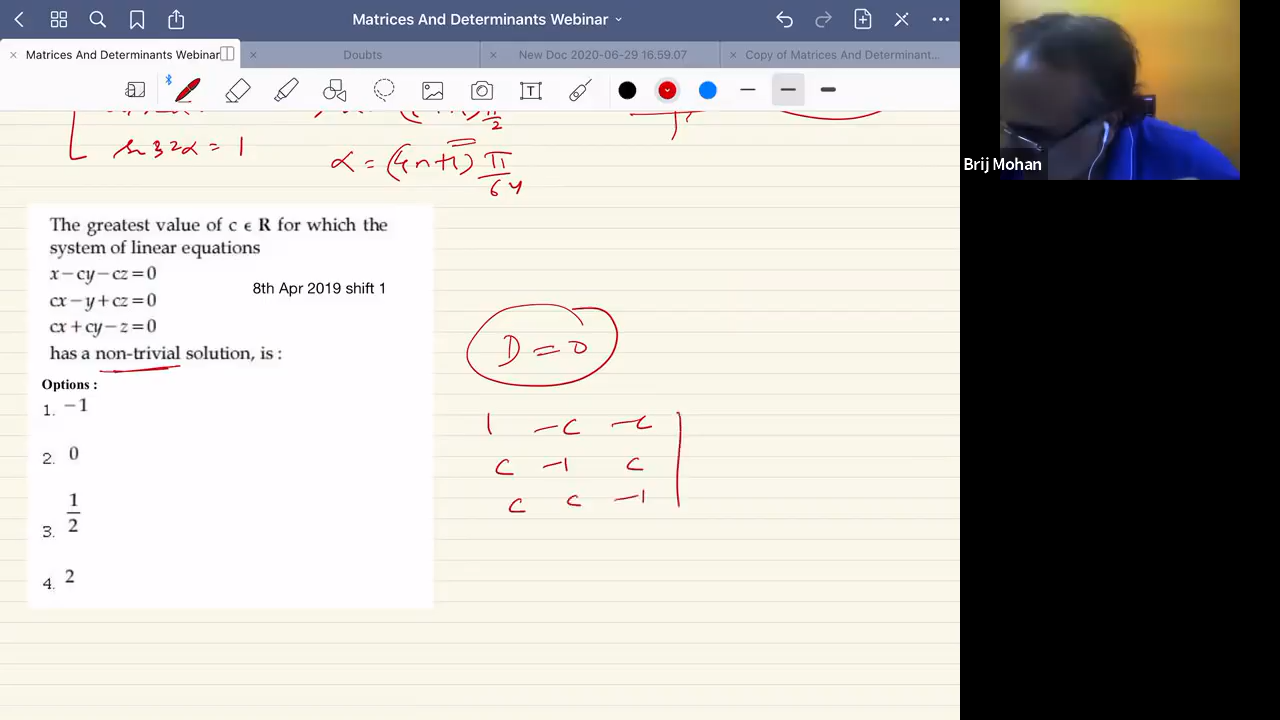 Matrices And Determinants Webinar
Matrices And Determinants Webinar
Doubts
New Doc 2020-06-29 16.59.07
Copy of Matrices And Determinant...
T
Brij Mohan
2α = 1
α = (4n+1) π/64
The greatest value of c ϵ R for which the
system of linear equations
x−cy−cz=0
cx−y+cz=0
8th Apr 2019 shift 1
cx+cy−z=0
has a non-trivial solution, is :
Options :
1. −1
2. 0
3. 1/2
4. 2
D = 0
1 −c −c
c −1 c
c c −1